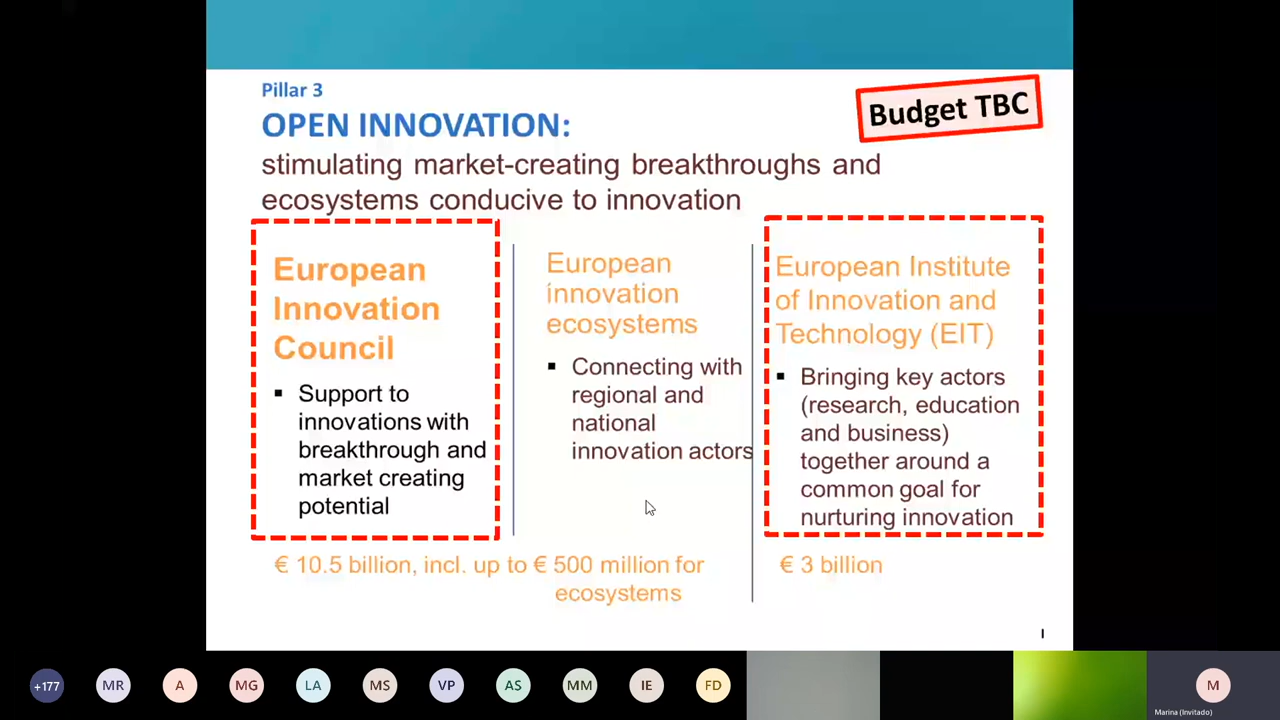 Pillar 3
OPEN INNOVATION:
Budget TBC
stimulating market-creating breakthroughs and
ecosystems conducive to innovation
European
Innovation
Council
▪ Support to
innovations with
breakthrough and
market creating
potential
European
innovation
ecosystems
▪ Connecting with
regional and
national
innovation actors
European Institute
of Innovation and
Technology (EIT)
▪ Bringing key actors
(research, education
and business)
together around a
common goal for
nurturing innovation
€ 10.5 billion, incl. up to € 500 million for
ecosystems
€ 3 billion
I
+177
MR
A
MG
LA
MS
VP
AS
MM
IE
FD
M
Marina (Invitado)